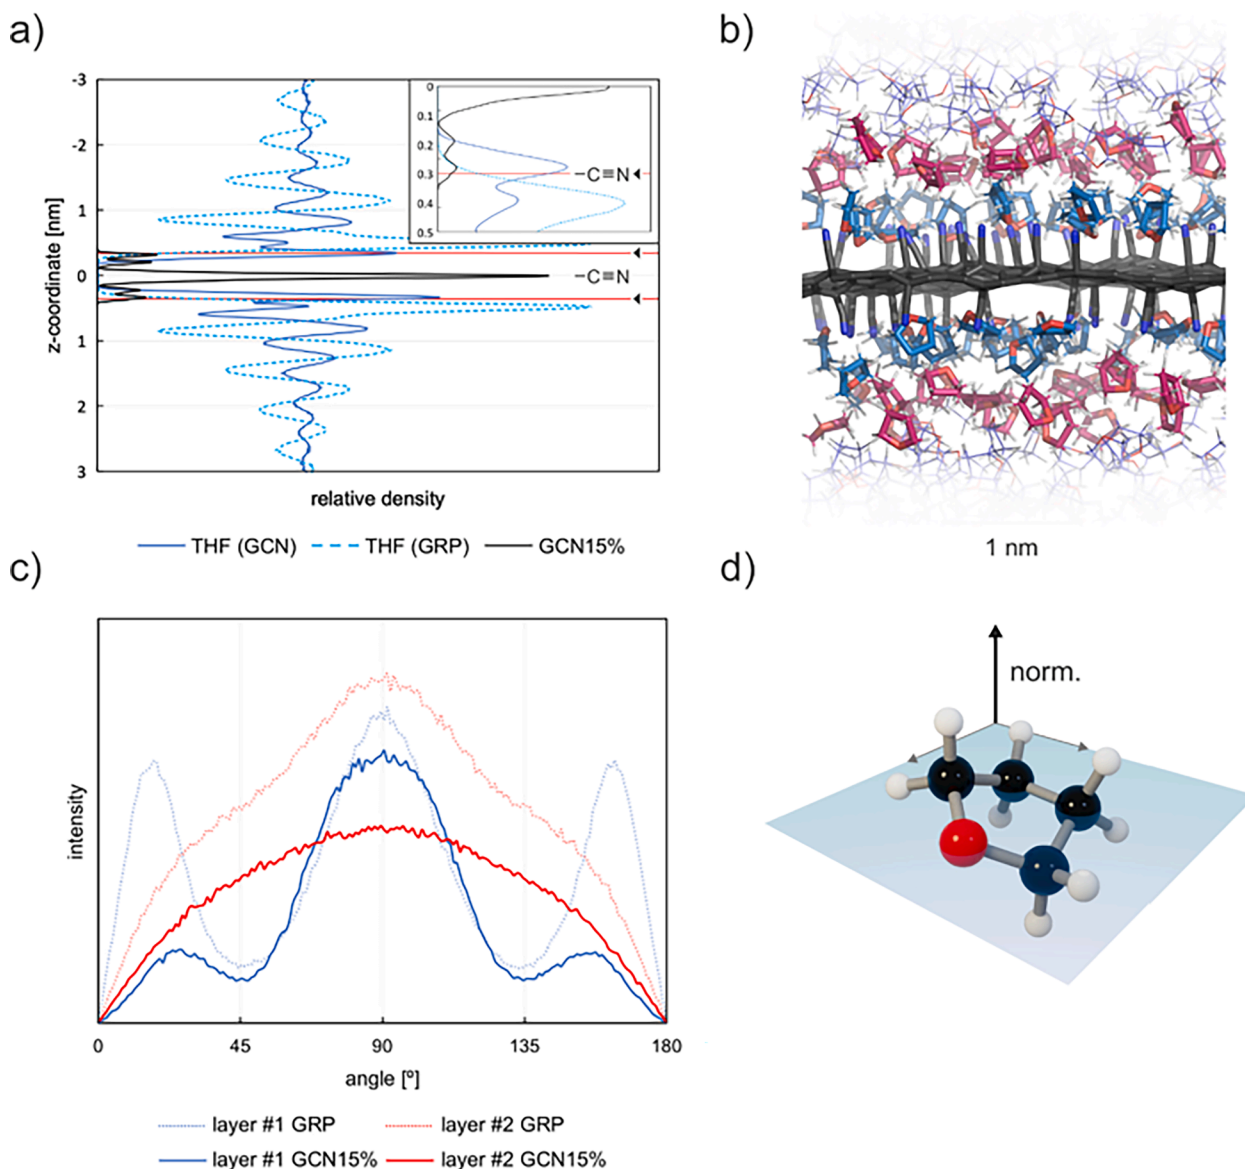 a)
-3
-2
-1
1
0
1
2
3
z-coordinate [nm]
relative density
0
0.1
0.2
0.3
0.4
0.5
–C≡N
–C≡N
THF (GCN)
THF (GRP)
GCN15%
b)
1 nm
c)
intensity
0
45
90
135
180
angle [º]
layer #1 GRP
layer #2 GRP
layer #1 GCN15%
layer #2 GCN15%
d)
norm.